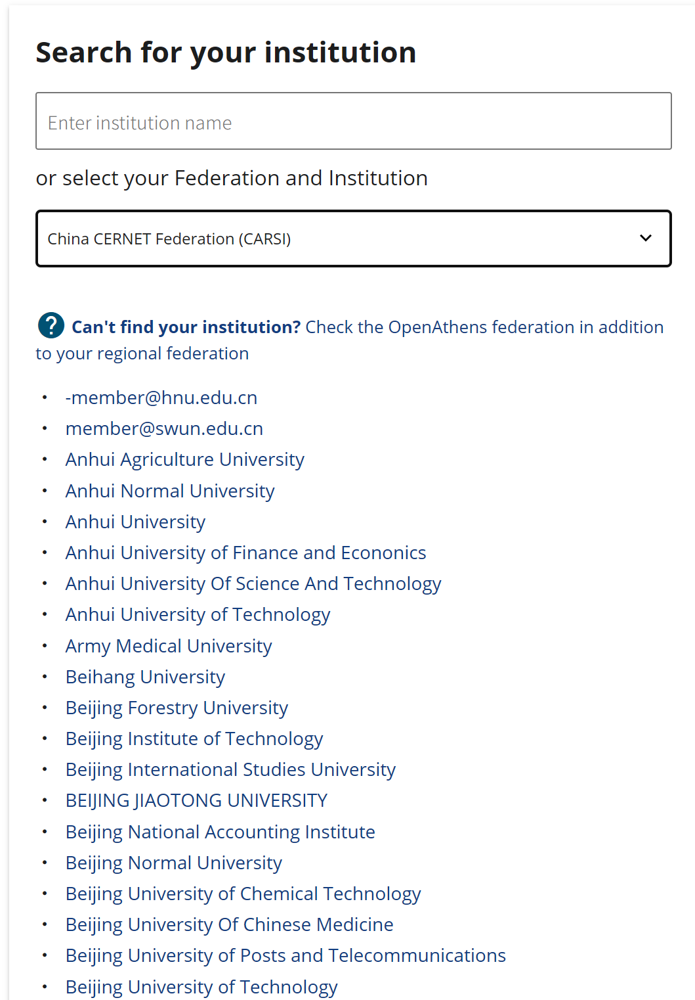 Search for your institution
Enter institution name
or select your Federation and Institution
China CERNET Federation (CARSI)
? Can't find your institution? Check the OpenAthens federation in addition
to your regional federation
-member@hnu.edu.cn
member@swun.edu.cn
Anhui Agriculture University
Anhui Normal University
Anhui University
Anhui University of Finance and Econonics
Anhui University Of Science And Technology
Anhui University of Technology
Army Medical University
Beihang University
Beijing Forestry University
Beijing Institute of Technology
Beijing International Studies University
BEIJING JIAOTONG UNIVERSITY
Beijing National Accounting Institute
Beijing Normal University
Beijing University of Chemical Technology
Beijing University Of Chinese Medicine
Beijing University of Posts and Telecommunications
Beijing University of Technology